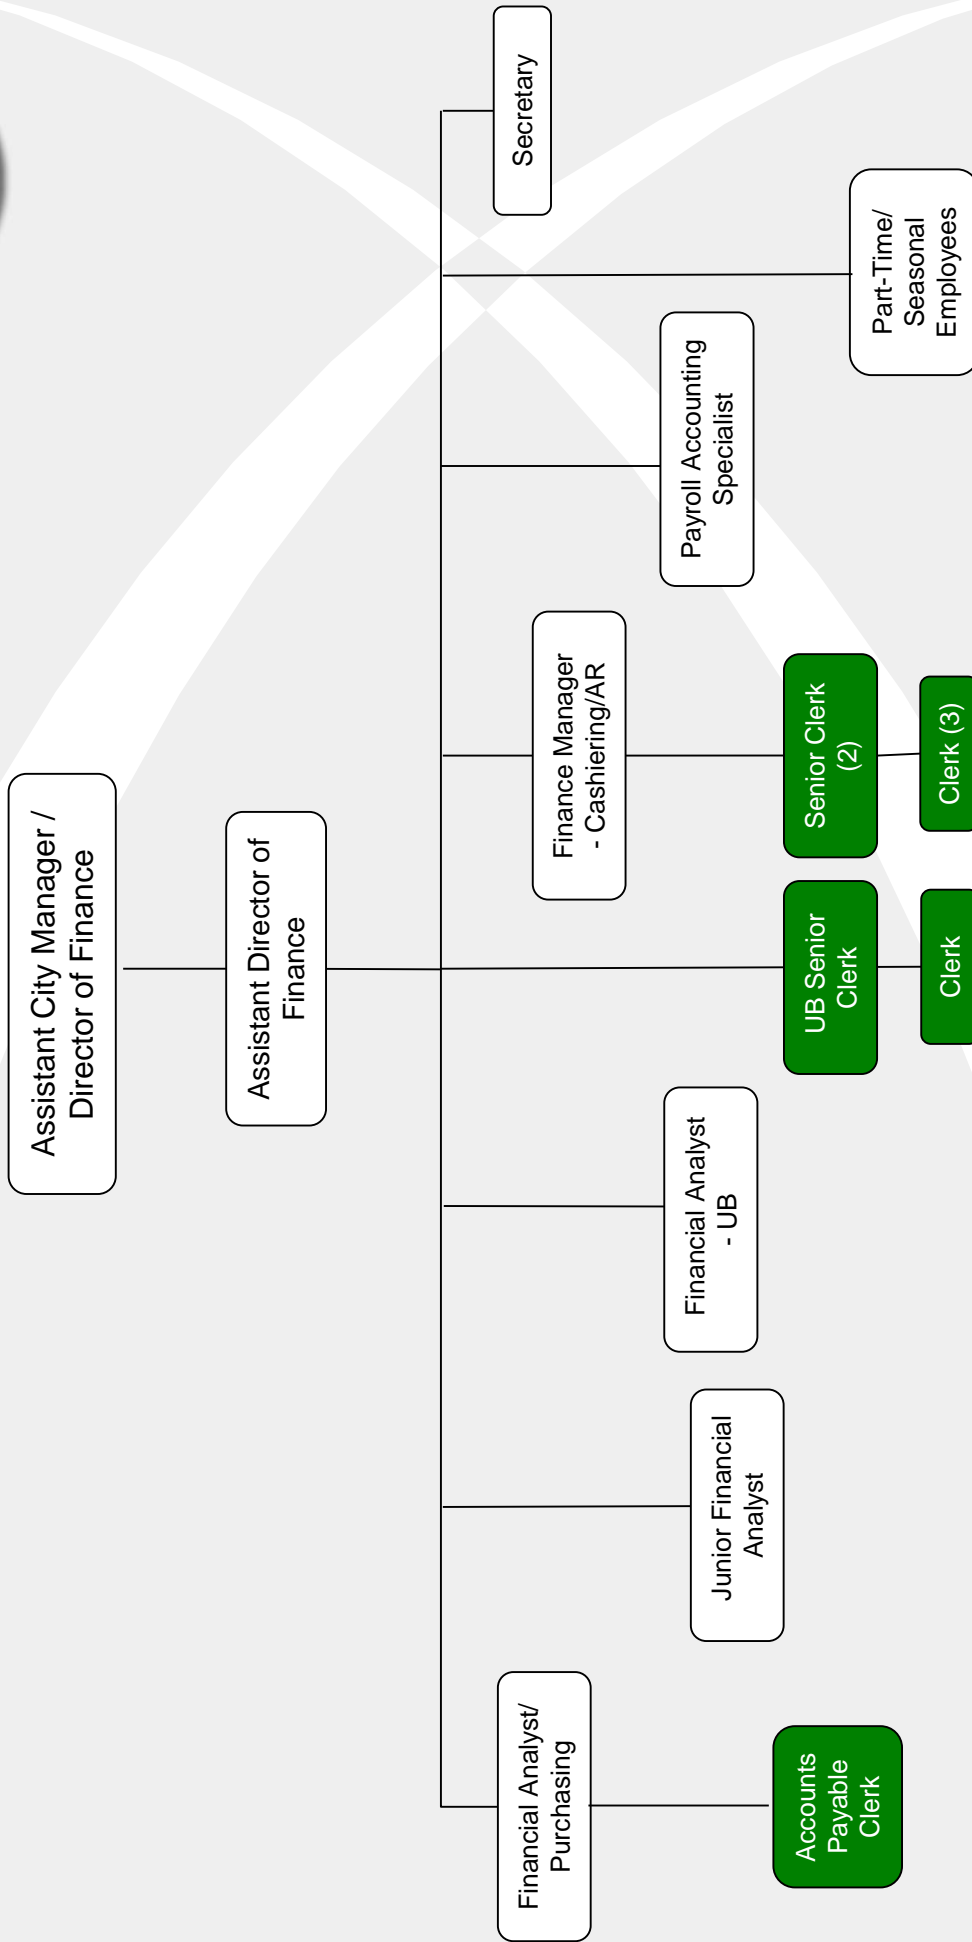 Assistant City Manager /
Director of Finance
Assistant Director of
Finance
Financial Analyst/
Purchasing
Accounts
Payable
Clerk
Junior Financial
Analyst
Financial Analyst
- UB
UB Senior
Clerk
Clerk
Finance Manager
- Cashiering/AR
Senior Clerk
(2)
Clerk (3)
Payroll Accounting
Specialist
Part-Time/
Seasonal
Employees
Secretary